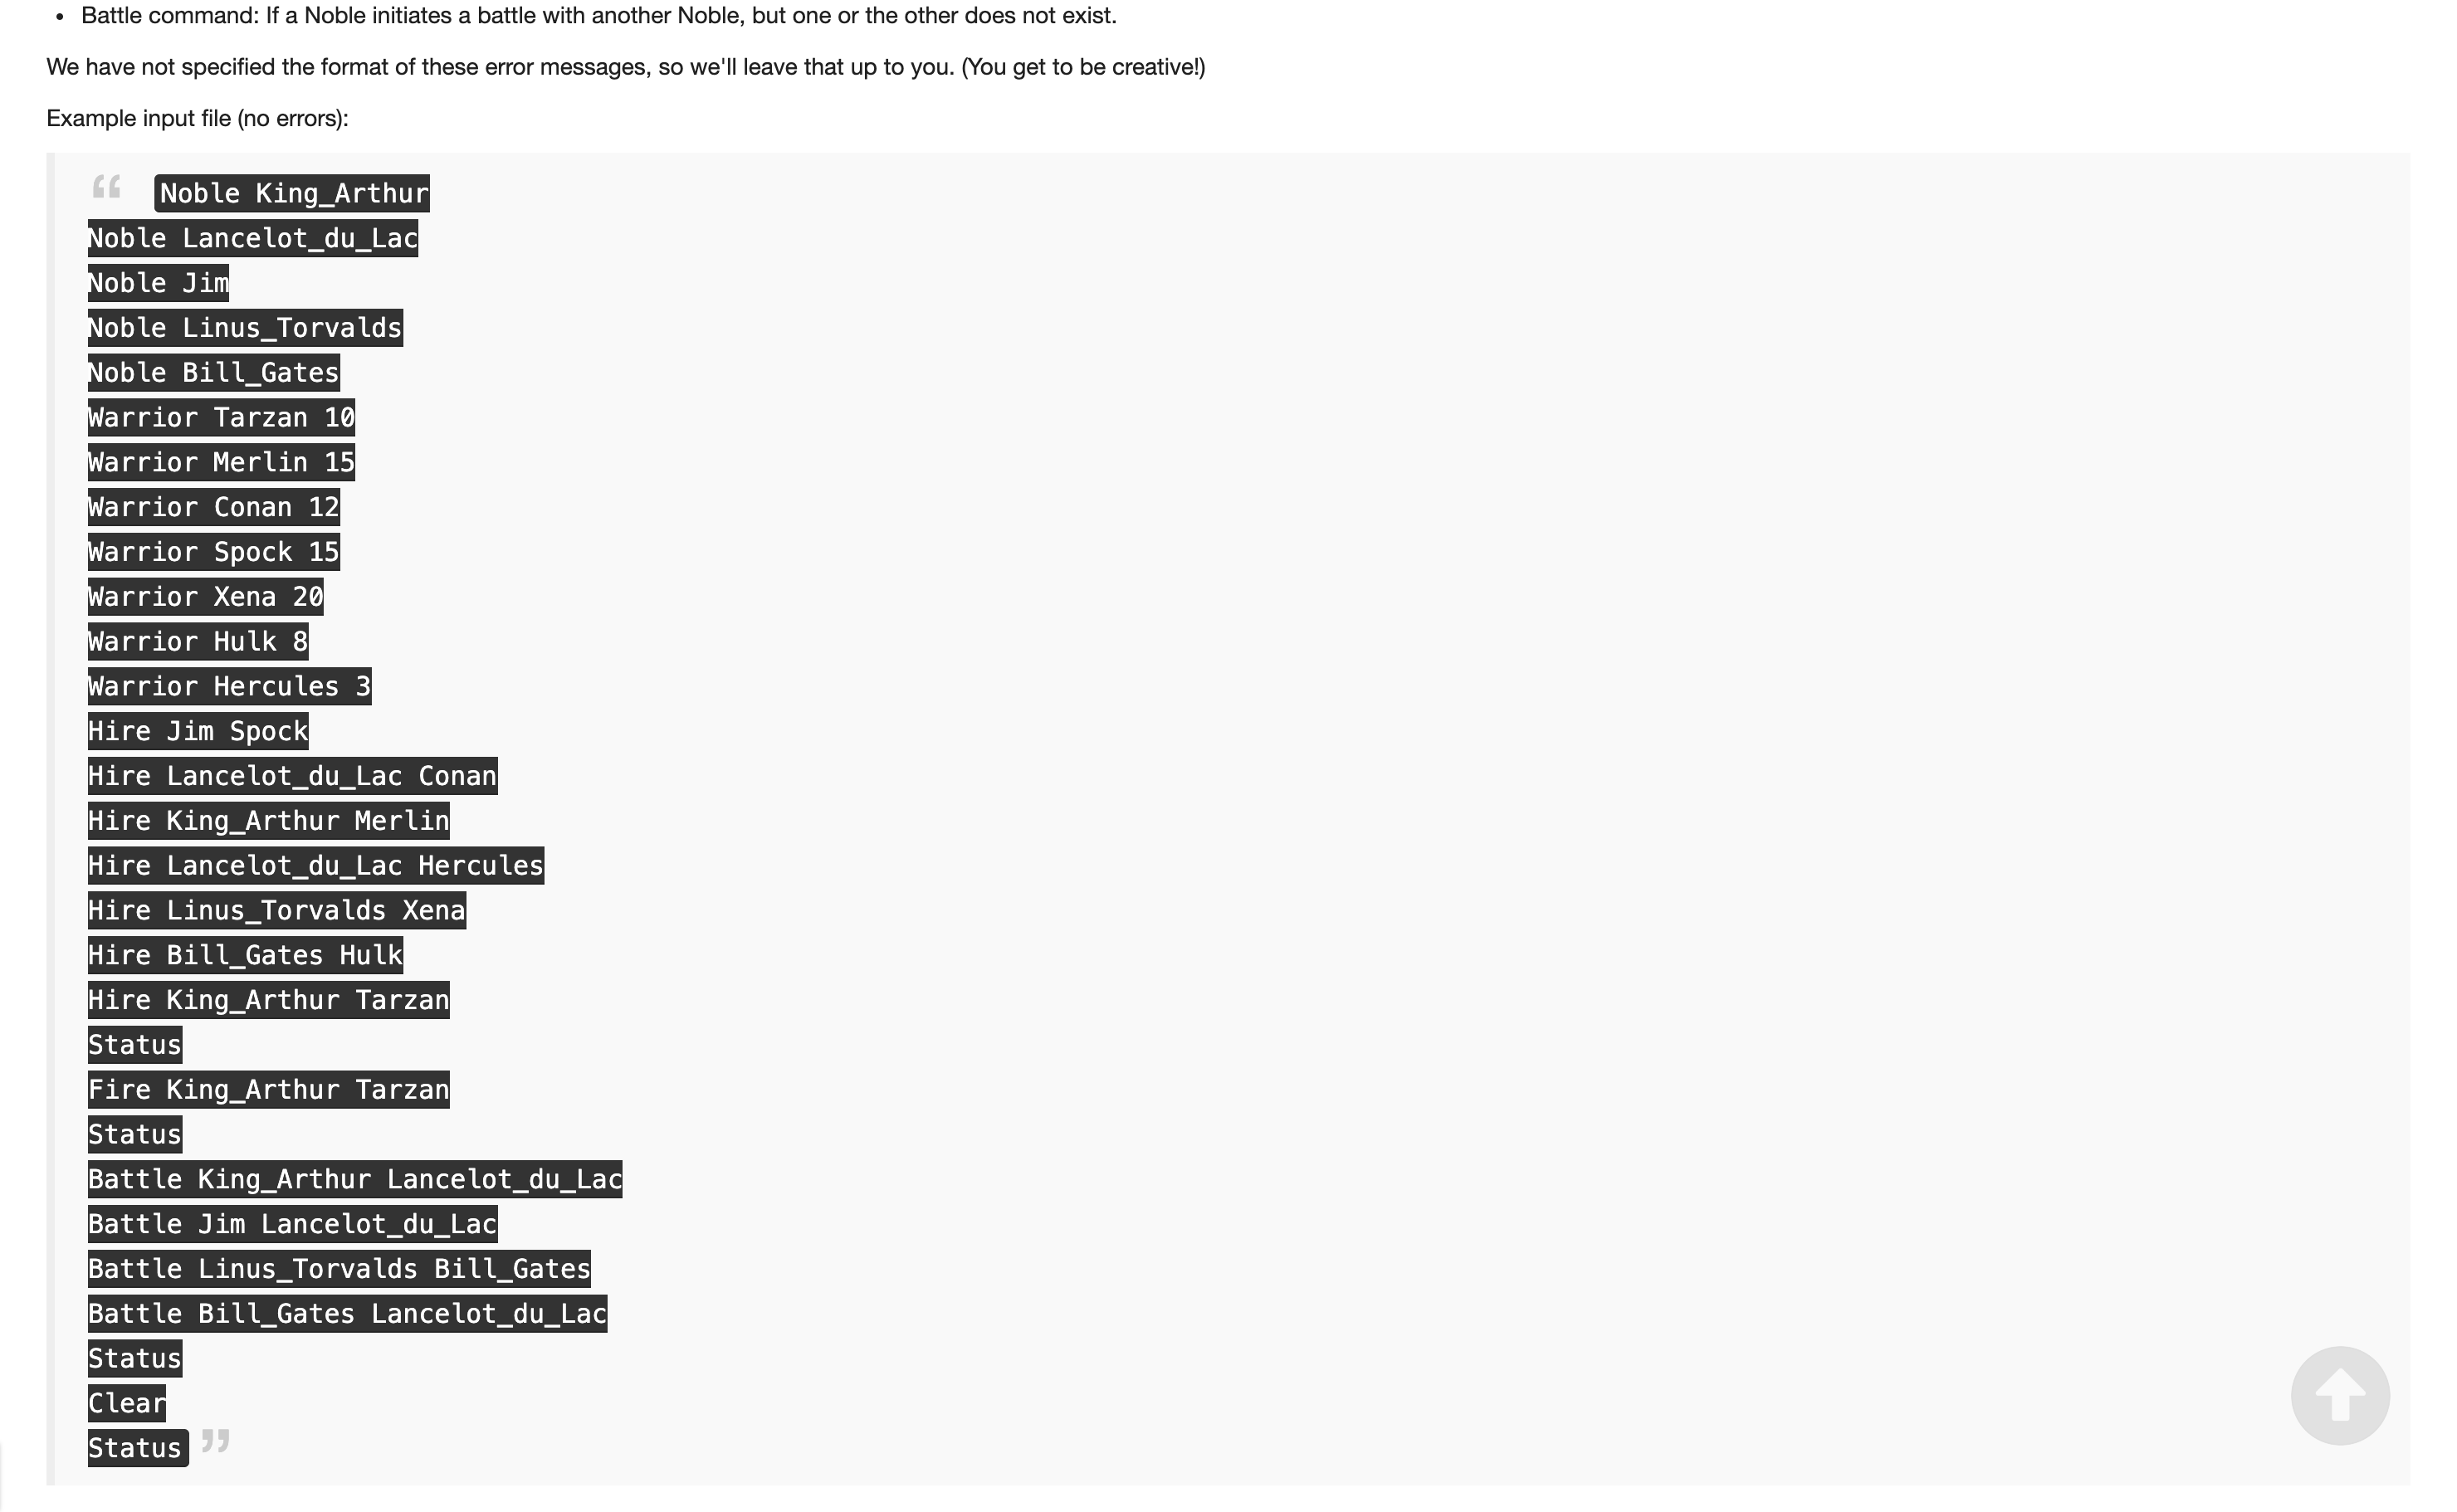 • Battle command: If a Noble initiates a battle with another Noble, but one or the other does not exist.
We have not specified the format of these error messages, so we'll leave that up to you. (You get to be creative!)
Example input file (no errors):
“ Noble King_Arthur
Noble Lancelot_du_Lac
Noble Jim
Noble Linus_Torvalds
Noble Bill_Gates
Warrior Tarzan 10
Warrior Merlin 15
Warrior Conan 12
Warrior Spock 15
Warrior Xena 20
Warrior Hulk 8
Warrior Hercules 3
Hire Jim Spock
Hire Lancelot_du_Lac Conan
Hire King_Arthur Merlin
Hire Lancelot_du_Lac Hercules
Hire Linus_Torvalds Xena
Hire Bill_Gates Hulk
Hire King_Arthur Tarzan
Status
Fire King_Arthur Tarzan
Status
Battle King_Arthur Lancelot_du_Lac
Battle Jim Lancelot_du_Lac
Battle Linus_Torvalds Bill_Gates
Battle Bill_Gates Lancelot_du_Lac
Status
Clear
Status ”